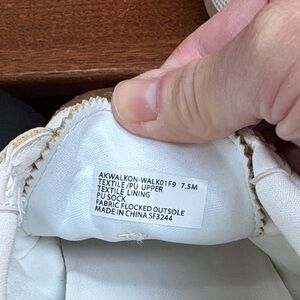 AKWALKON-WALK01F9 7.5M
TEXTILE/PU UPPER
TEXTILE LINING
PU SOCK
FABRIC FLOCKED OUTSOLE
MADE IN CHINA SF3244